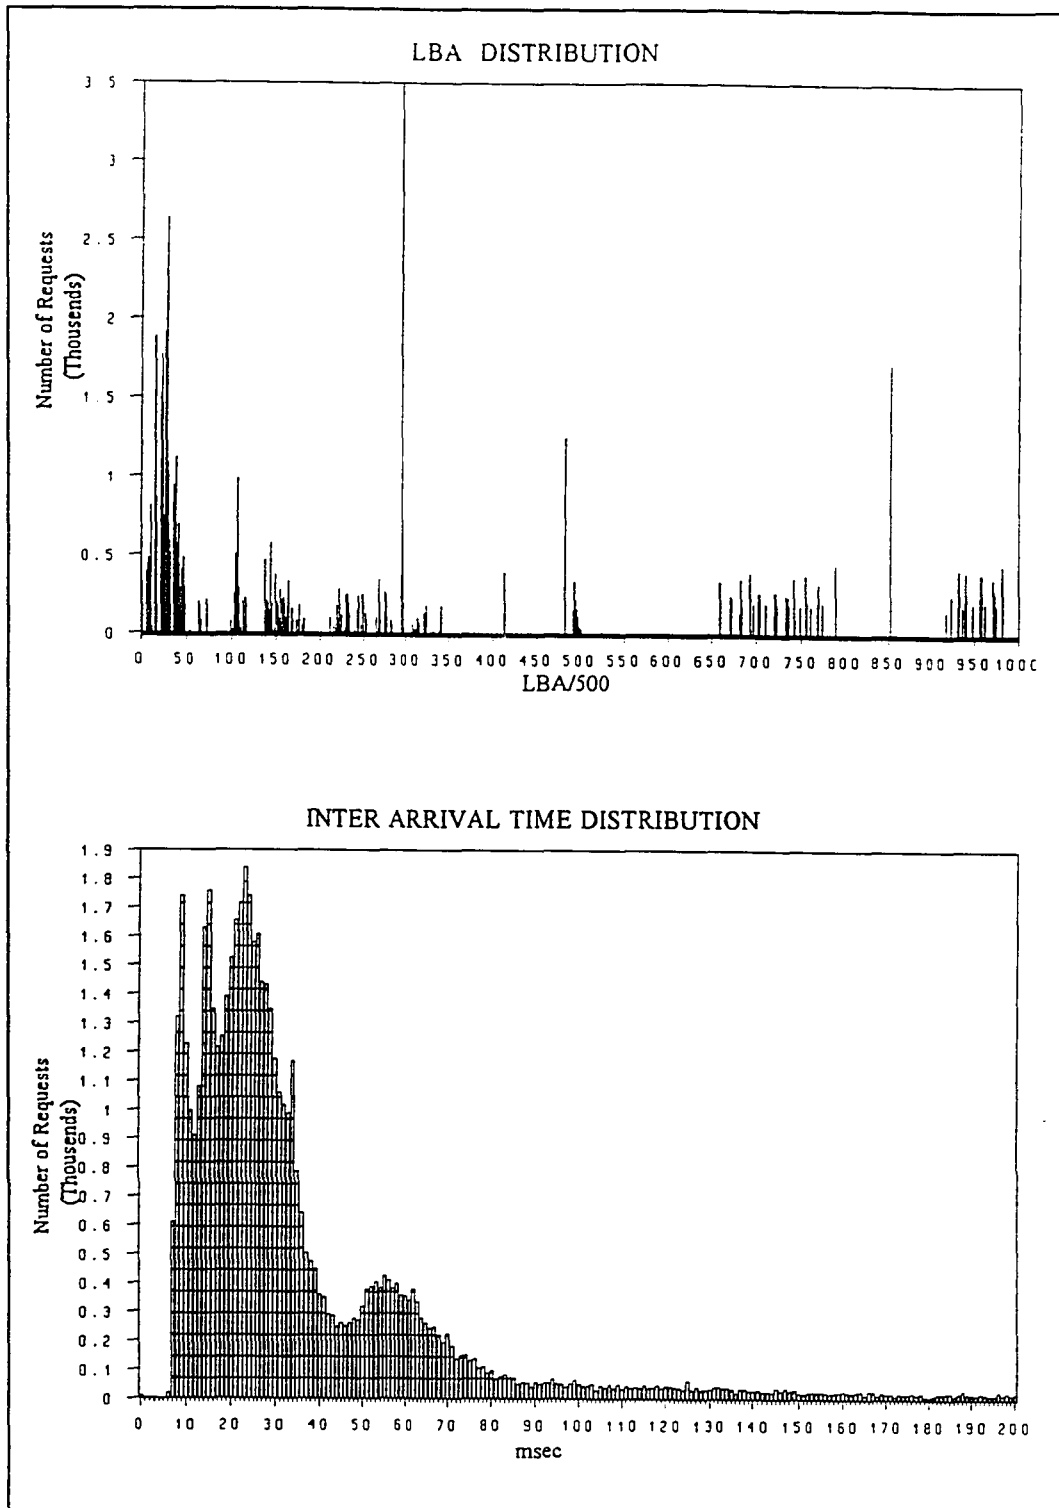 LBA DISTRIBUTION
3 5
3
2.5
2
1.5
1
0.5
0
Number of Requests
(Thousends)
0 50 100 150 200 250 300 350 400 450 500 550 600 650 700 750 800 850 900 950 1000
LBA/500
INTER ARRIVAL TIME DISTRIBUTION
1.9
1.8
1.7
1.6
1.5
1.4
1.3
1.2
1.1
1
0.9
0.8
0.7
0.6
0.5
0.4
0.3
0.2
0.1
0
Number of Requests
(Thousends)
0 10 20 30 40 50 60 70 80 90 100 110 120 130 140 150 160 170 180 190 200
msec